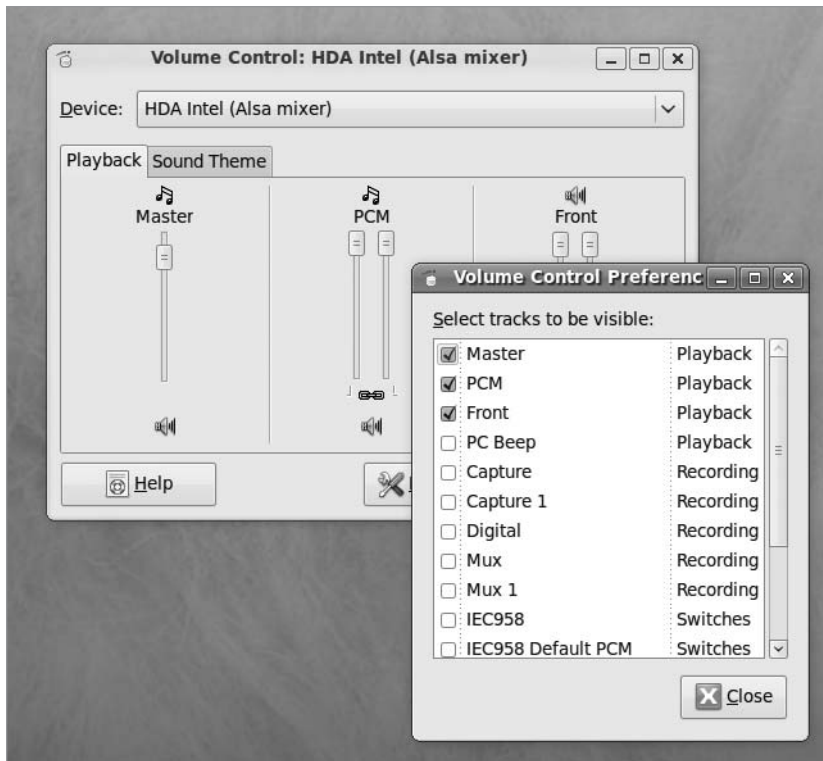 Volume Control: HDA Intel (Alsa mixer)
Device: HDA Intel (Alsa mixer)
Playback Sound Theme
Master PCM Front
Help
Volume Control Preferenc
Select tracks to be visible:
Master Playback
PCM Playback
Front Playback
PC Beep Playback
Capture Recording
Capture 1 Recording
Digital Recording
Mux Recording
Mux 1 Recording
IEC958 Switches
IEC958 Default PCM Switches
Close